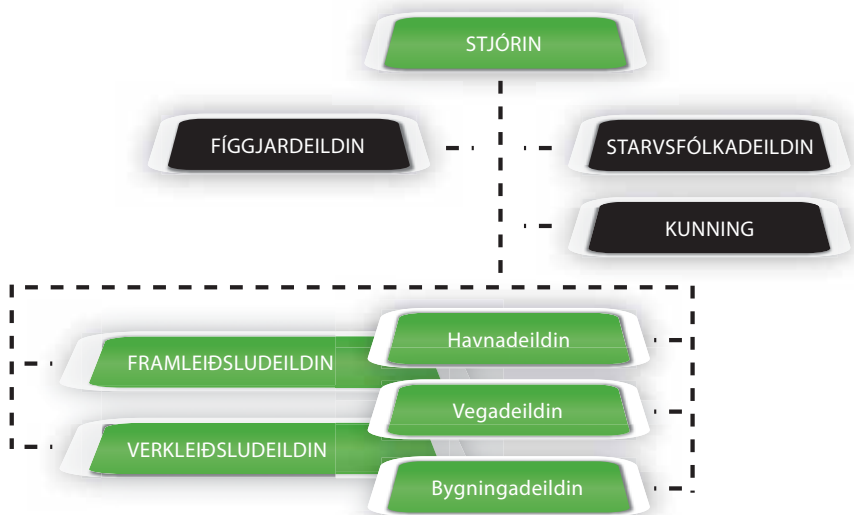 STJÓRIN
FÍGGJARDEILDIN
STARVSFÓLKADEILDIN
KUNNING
Havnadeildin
FRAMLEIÐSLUDEILDIN
Vegadeildin
VERKLEIÐSLUDEILDIN
Bygningadeildin